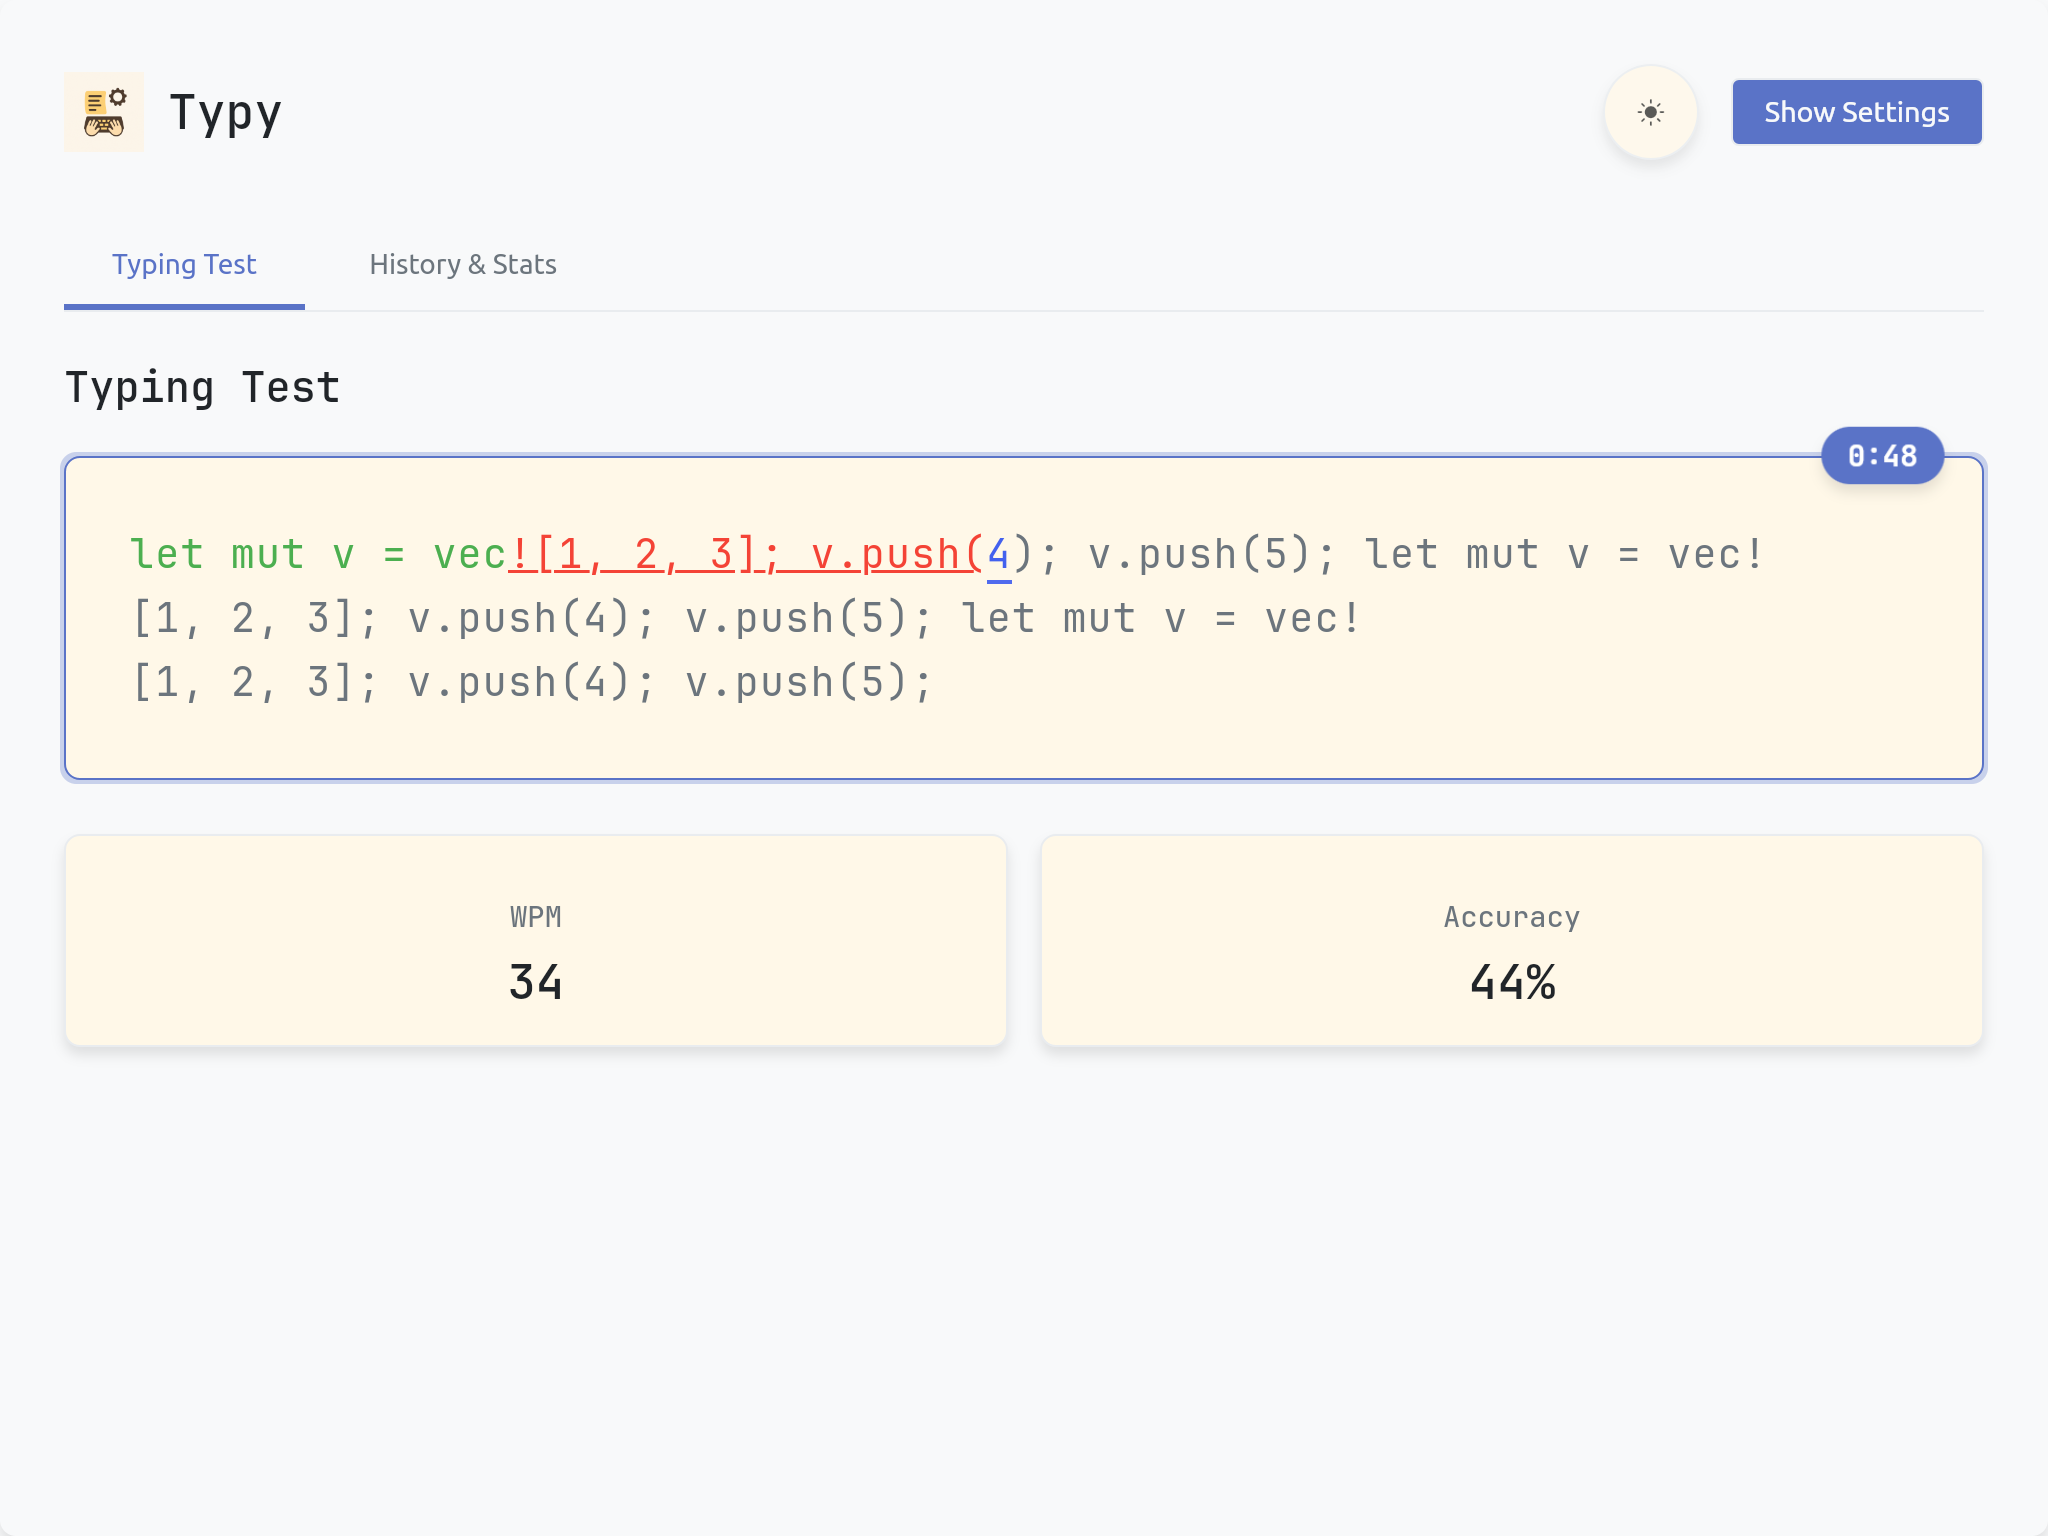 Typy
Show Settings
Typing Test
History & Stats
Typing Test
0:48
let mut v = vec![1, 2, 3]; v.push(4); v.push(5); let mut v = vec!
[1, 2, 3]; v.push(4); v.push(5); let mut v = vec!
[1, 2, 3]; v.push(4); v.push(5);
WPM
34
Accuracy
44%